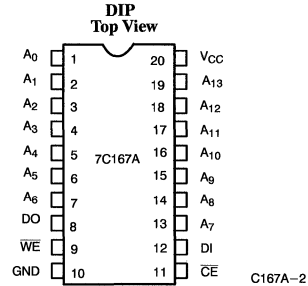 DIP
Top View
A0 1 20 VCC
A1 2 19 A13
A2 3 18 A12
A3 4 17 A11
A4 5 7C167A 16 A10
A5 6 15 A9
A6 7 14 A8
DO 8 13 A7
W̅E̅ 9 12 DI
GND 10 11 C̅E̅
C167A–2